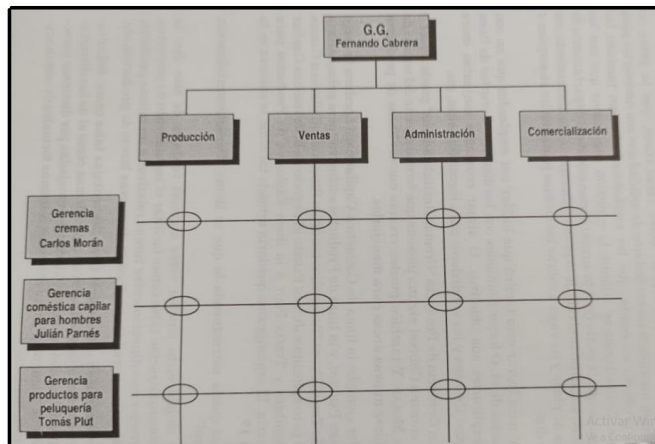 G.G.
Fernando Cabrera
Producción
Ventas
Administración
Comercialización
Gerencia
cremas
Carlos Morán
Gerencia
coméstica capilar
para hombres
Julián Parnés
Gerencia
productos para
peluquería
Tomás Plut
Activar Win